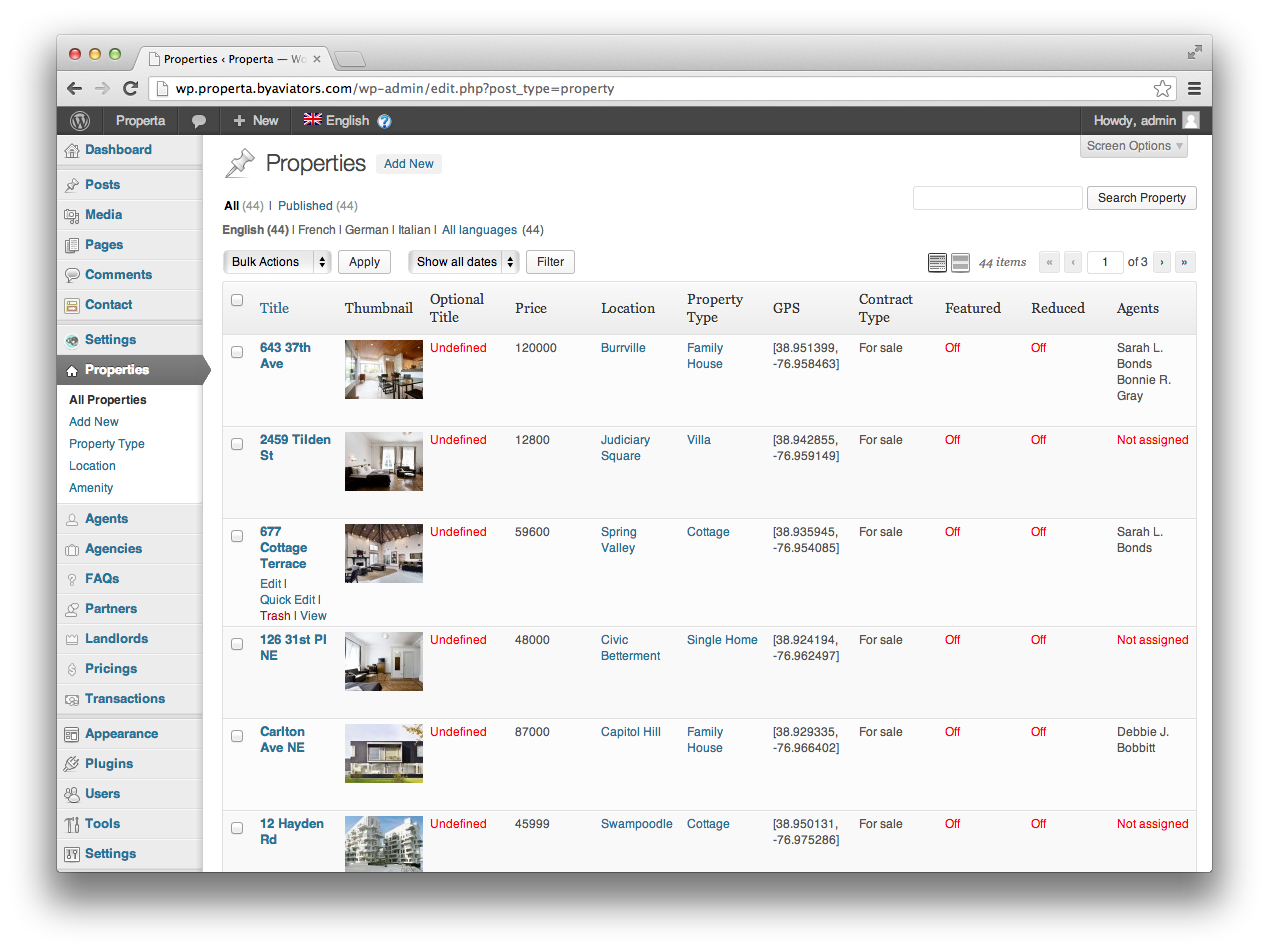 Properties ‹ Properta — Wo
wp.properta.byaviators.com/wp-admin/edit.php?post_type=property
Properta
New
English
Howdy, admin
Dashboard
Posts
Media
Pages
Comments
Contact
Settings
Properties
All Properties
Add New
Property Type
Location
Amenity
Agents
Agencies
FAQs
Partners
Landlords
Pricings
Transactions
Appearance
Plugins
Users
Tools
Settings
Screen Options
Properties Add New
All (44) | Published (44)
Search Property
English (44) | French | German | Italian | All languages (44)
Bulk Actions Apply Show all dates Filter
44 items « ‹ 1 of 3 › »
Title Thumbnail Optional Title Price Location Property Type GPS Contract Type Featured Reduced Agents
643 37th Ave Undefined 120000 Burrville Family House [38.951399, -76.958463] For sale Off Off Sarah L. Bonds Bonnie R. Gray
2459 Tilden St Undefined 12800 Judiciary Square Villa [38.942855, -76.959149] For sale Off Off Not assigned
677 Cottage Terrace Undefined 59600 Spring Valley Cottage [38.935945, -76.954085] For sale Off Off Sarah L. Bonds
Edit |
Quick Edit |
Trash | View
126 31st Pl NE Undefined 48000 Civic Betterment Single Home [38.924194, -76.962497] For sale Off Off Not assigned
Carlton Ave NE Undefined 87000 Capitol Hill Family House [38.929335, -76.966402] For sale Off Off Debbie J. Bobbitt
12 Hayden Rd Undefined 45999 Swampoodle Cottage [38.950131, -76.975286] For sale Off Off Not assigned